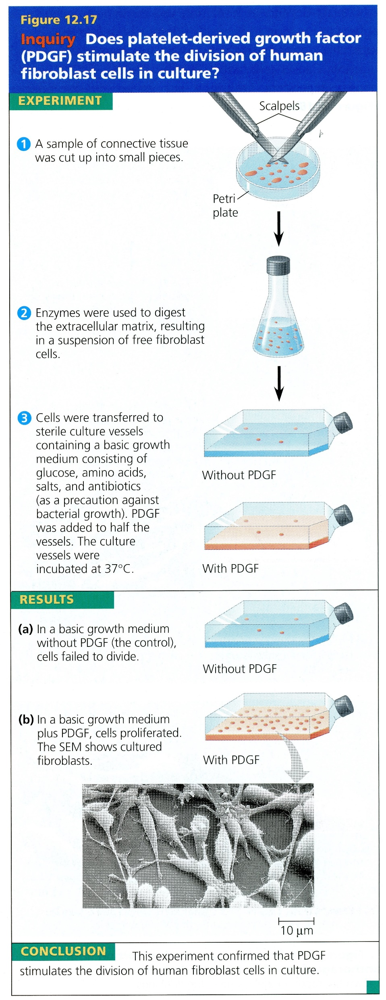 Figure 12.17
Inquiry Does platelet-derived growth factor
(PDGF) stimulate the division of human
fibroblast cells in culture?
EXPERIMENT
Scalpels
1 A sample of connective tissue
was cut up into small pieces.
Petri
plate
2 Enzymes were used to digest
the extracellular matrix, resulting
in a suspension of free fibroblast
cells.
3 Cells were transferred to
sterile culture vessels
containing a basic growth
medium consisting of
glucose, amino acids,
salts, and antibiotics
(as a precaution against
bacterial growth). PDGF
was added to half the
vessels. The culture
vessels were
incubated at 37°C.
Without PDGF
With PDGF
RESULTS
(a) In a basic growth medium
without PDGF (the control),
cells failed to divide.
Without PDGF
(b) In a basic growth medium
plus PDGF, cells proliferated.
The SEM shows cultured
fibroblasts.
With PDGF
10 µm
CONCLUSION
This experiment confirmed that PDGF
stimulates the division of human fibroblast cells in culture.